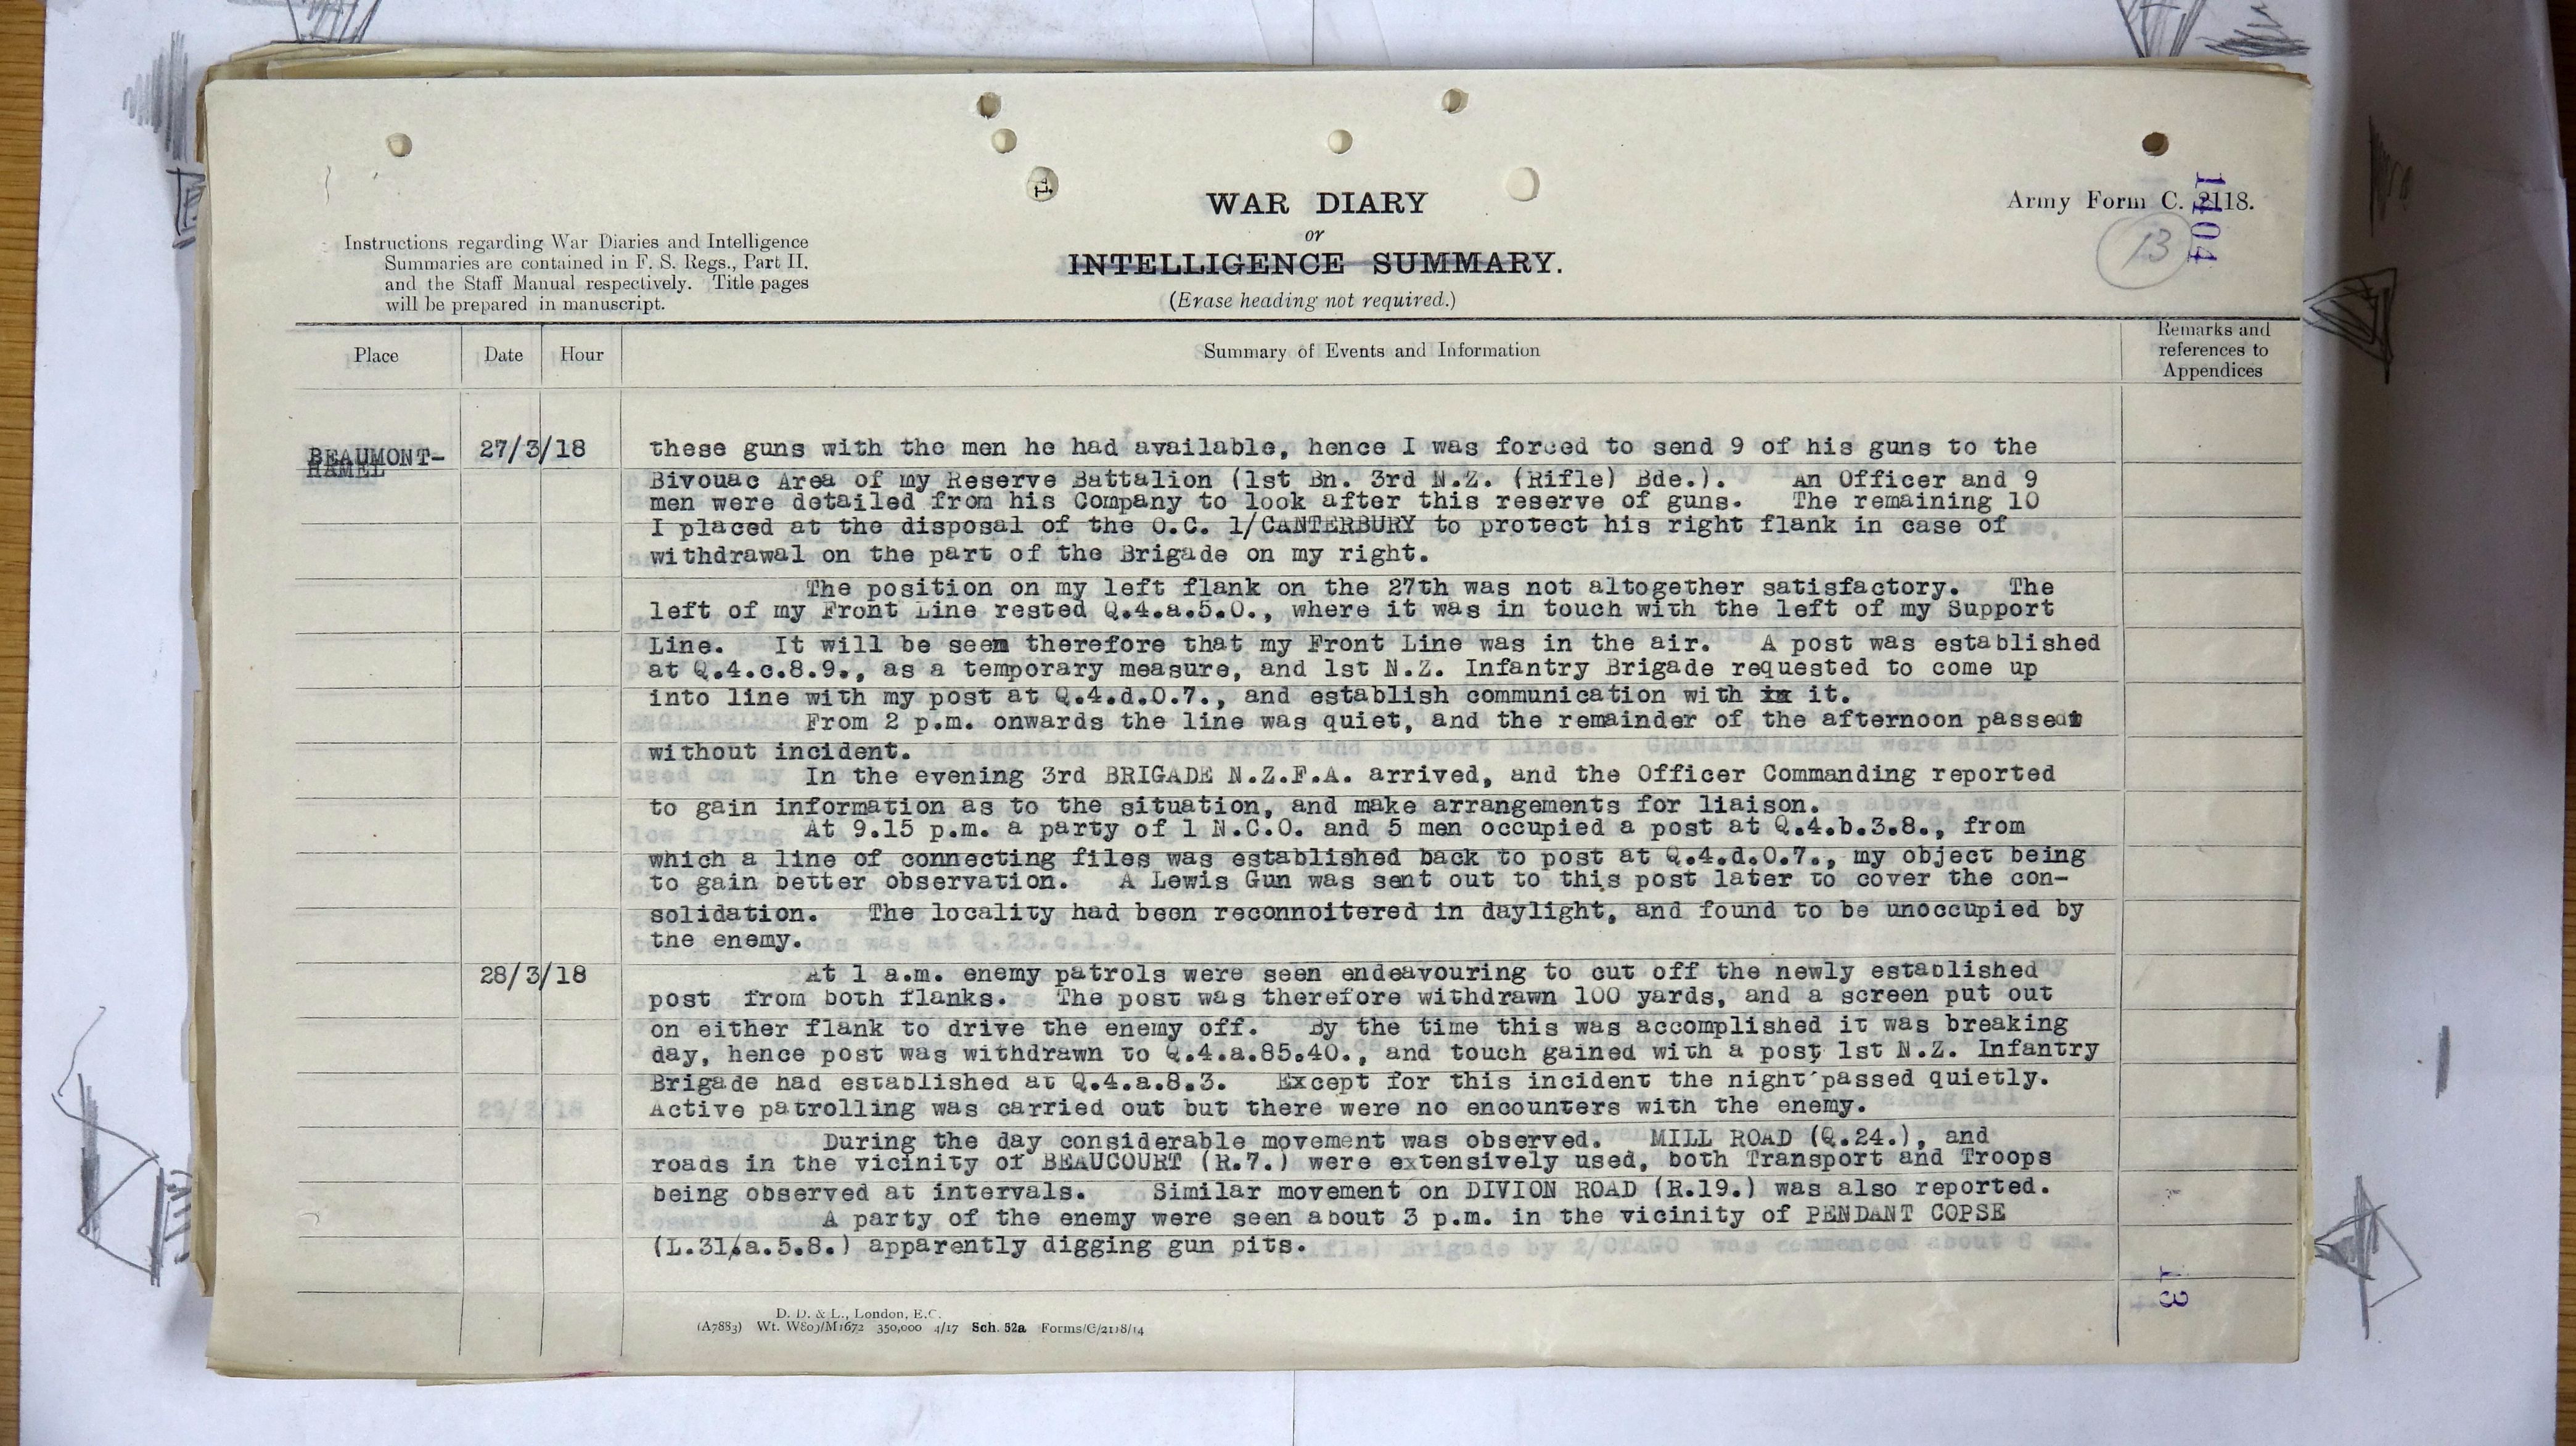 WAR DIARY
or
INTELLIGENCE SUMMARY.
(Erase heading not required.)
Army Form C. 2118.
1404
13
Instructions regarding War Diaries and Intelligence
Summaries are contained in F. S. Regs., Part II.
and the Staff Manual respectively. Title pages
will be prepared in manuscript.
Place
Date
Hour
Summary of Events and Information
Remarks and
references to
Appendices
BEAUMONT-
HAMEL
27/3/18
these guns with the men he had available, hence I was forced to send 9 of his guns to the
Bivouac Area of my Reserve Battalion (1st Bn. 3rd N.Z. (Rifle) Bde.). An Officer and 9
men were detailed from his Company to look after this reserve of guns. The remaining 10
I placed at the disposal of the O.C. 1/CANTERBURY to protect his right flank in case of
withdrawal on the part of the Brigade on my right.
The position on my left flank on the 27th was not altogether satisfactory. The
left of my Front Line rested Q.4.a.5.0., where it was in touch with the left of my Support
Line. It will be seem therefore that my Front Line was in the air. A post was established
at Q.4.c.8.9., as a temporary measure, and 1st N.Z. Infantry Brigade requested to come up
into line with my post at Q.4.d.0.7., and establish communication with it.
From 2 p.m. onwards the line was quiet, and the remainder of the afternoon passed
without incident.
In the evening 3rd BRIGADE N.Z.F.A. arrived, and the Officer Commanding reported
to gain information as to the situation, and make arrangements for liaison.
At 9.15 p.m. a party of 1 N.C.O. and 5 men occupied a post at Q.4.b.3.8., from
which a line of connecting files was established back to post at Q.4.d.0.7., my object being
to gain better observation. A Lewis Gun was sent out to this post later to cover the con-
solidation. The locality had been reconnoitered in daylight, and found to be unoccupied by
the enemy.
28/3/18
At 1 a.m. enemy patrols were seen endeavouring to cut off the newly established
post from both flanks. The post was therefore withdrawn 100 yards, and a screen put out
on either flank to drive the enemy off. By the time this was accomplished it was breaking
day, hence post was withdrawn to Q.4.a.85.40., and touch gained with a post 1st N.Z. Infantry
Brigade had established at Q.4.a.8.3. Except for this incident the night passed quietly.
Active patrolling was carried out but there were no encounters with the enemy.
During the day considerable movement was observed. MILL ROAD (Q.24.), and
roads in the vicinity of BEAUCOURT (R.7.) were extensively used, both Transport and Troops
being observed at intervals. Similar movement on DIVION ROAD (R.19.) was also reported.
A party of the enemy were seen about 3 p.m. in the vicinity of PENDANT COPSE
(L.31.a.5.8.) apparently digging gun pits.
13
D. D. & L., London, E.C.
(A7883) Wt. W809/M1672 350,000 4/17 Sch. 52a Forms/C/2118/14